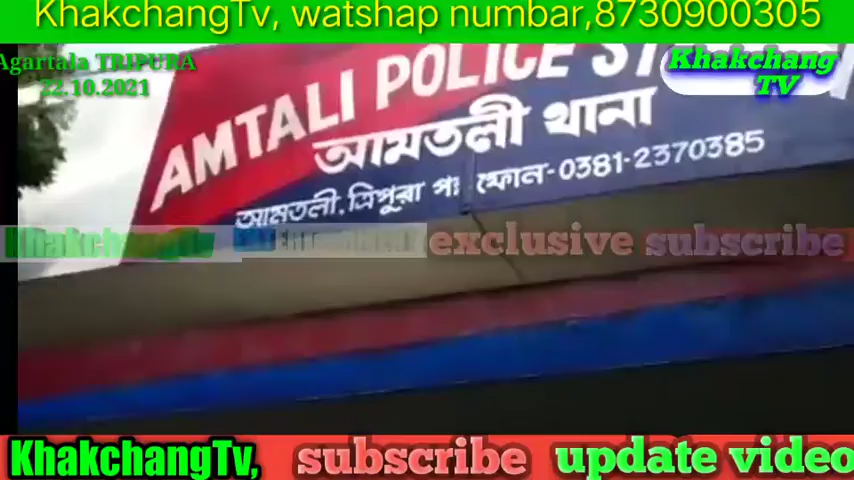 KhakchangTv, watshap numbar,8730900305
Agartala TRIPURA
22.10.2021
Khakchang
TV
AMTALI POLICE ST
আমতলী থানা
আমতলী, ত্রিপুরা পঃ ফোন-0381-2370385
KhakchangTv exclusive subscribe
KhakchangTv, subscribe update video